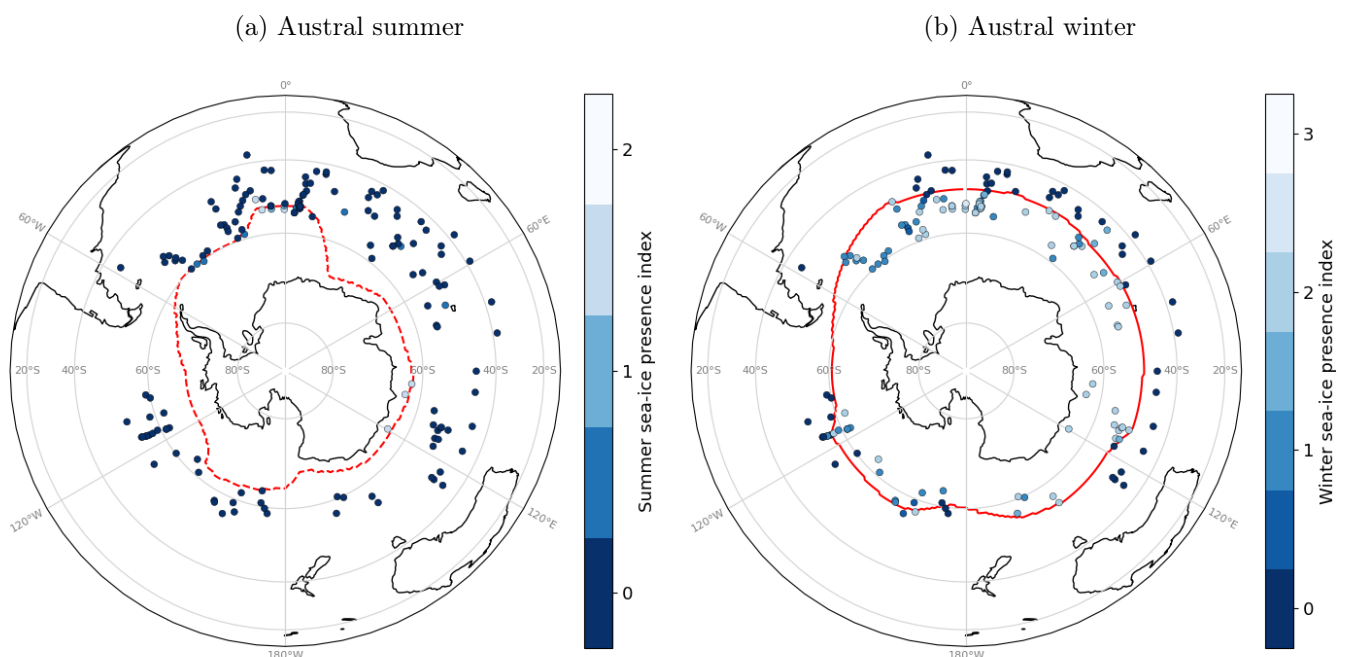 (a) Austral summer
(b) Austral winter
0°
60°W
60°E
20°S 40°S 60°S 80°S 80°S 60°S 40°S 20°S
120°W
120°E
180°W
2
1
0
Summer sea-ice presence index
0°
60°W
60°E
20°S 40°S 60°S 80°S 80°S 60°S 40°S 20°S
120°W
120°E
180°W
3
2
1
0
Winter sea-ice presence index